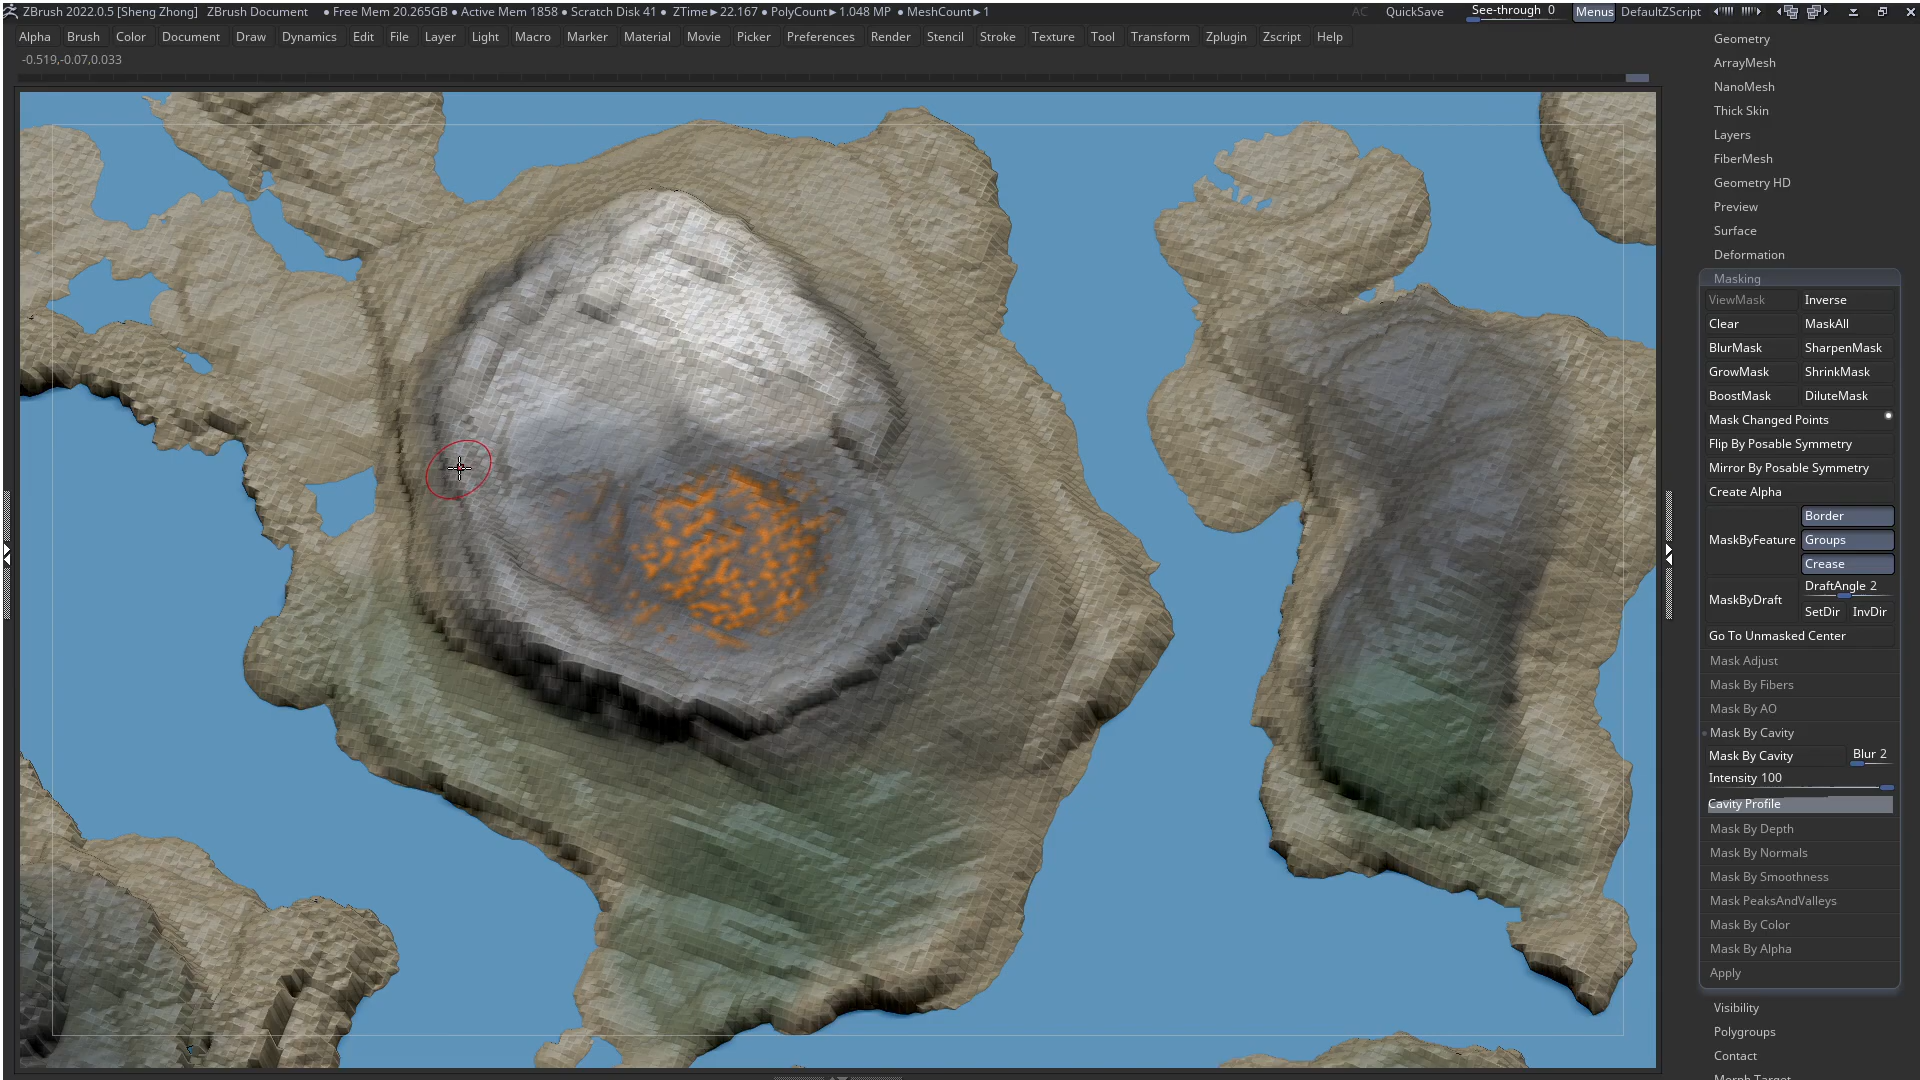 ZBrush 2022.0.5 [Sheng Zhong] ZBrush Document • Free Mem 20.265GB • Active Mem 1858 • Scratch Disk 41 • ZTime►22.167 • PolyCount►1.048 MP • MeshCount►1 AC QuickSave See-through 0 Menus DefaultZScript
Alpha Brush Color Document Draw Dynamics Edit File Layer Light Macro Marker Material Movie Picker Preferences Render Stencil Stroke Texture Tool Transform Zplugin Zscript Help
-0.519,-0.07,0.033
Geometry
ArrayMesh
NanoMesh
Thick Skin
Layers
FiberMesh
Geometry HD
Preview
Surface
Deformation
Masking
ViewMask Inverse
Clear MaskAll
BlurMask SharpenMask
GrowMask ShrinkMask
BoostMask DiluteMask
Mask Changed Points
Flip By Posable Symmetry
Mirror By Posable Symmetry
Create Alpha
Border
MaskByFeature Groups
Crease
DraftAngle 2
MaskByDraft
SetDir InvDir
Go To Unmasked Center
Mask Adjust
Mask By Fibers
Mask By AO
Mask By Cavity
Mask By Cavity Blur 2
Intensity 100
Cavity Profile
Mask By Depth
Mask By Normals
Mask By Smoothness
Mask PeaksAndValleys
Mask By Color
Mask By Alpha
Apply
Visibility
Polygroups
Contact
Morph Target